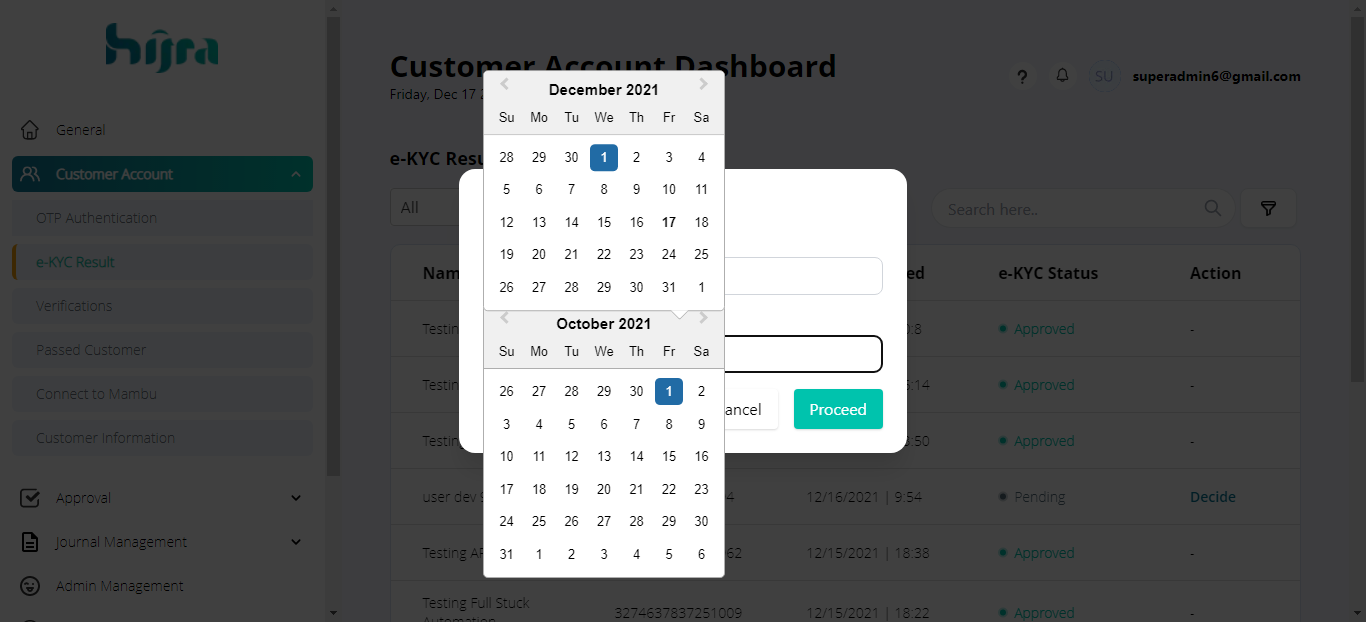 hijra
General
Customer Account
OTP Authentication
e-KYC Result
Verifications
Passed Customer
Connect to Mambu
Customer Information
Approval
Journal Management
Admin Management
Customer Account Dashboard
Friday, Dec 17 2
?
SU
superadmin6@gmail.com
e-KYC Resu
All
Search here..
Nam
ed
e-KYC Status
Action
Testin
0:8
Approved
-
Testin
:14
Approved
-
Testin
:50
Approved
-
user dev 9
4
12/16/2021 | 9:54
Pending
Decide
Testing AF
962
12/15/2021 | 18:38
Approved
-
Testing Full Stuck
Automation
3274637837251009
12/15/2021 | 18:22
Approved
-
December 2021
Su Mo Tu We Th Fr Sa
28 29 30 1 2 3 4
5 6 7 8 9 10 11
12 13 14 15 16 17 18
19 20 21 22 23 24 25
26 27 28 29 30 31 1
October 2021
Su Mo Tu We Th Fr Sa
26 27 28 29 30 1 2
3 4 5 6 7 8 9
10 11 12 13 14 15 16
17 18 19 20 21 22 23
24 25 26 27 28 29 30
31 1 2 3 4 5 6
ancel
Proceed